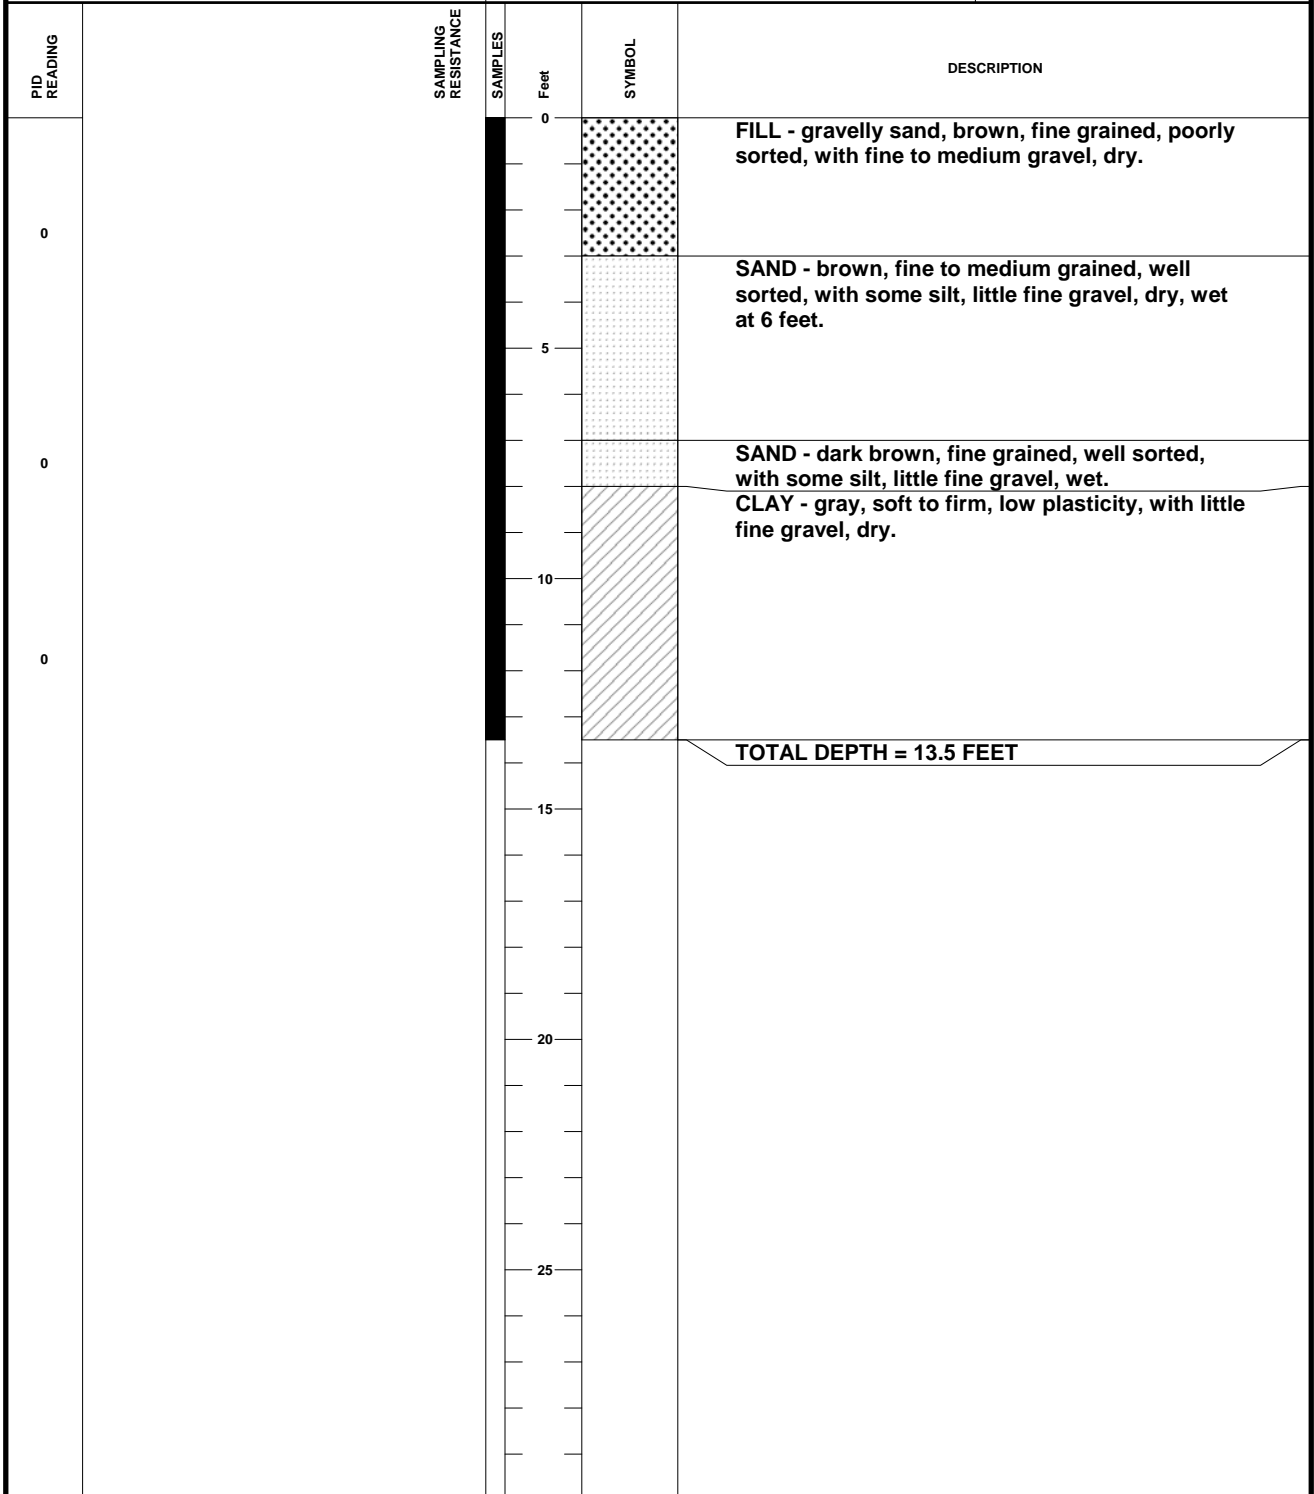 PID
READING
SAMPLING
RESISTANCE
SAMPLES
Feet
SYMBOL
DESCRIPTION
0
FILL - gravelly sand, brown, fine grained, poorly
sorted, with fine to medium gravel, dry.
0
SAND - brown, fine to medium grained, well
sorted, with some silt, little fine gravel, dry, wet
at 6 feet.
5
SAND - dark brown, fine grained, well sorted,
with some silt, little fine gravel, wet.
0
CLAY - gray, soft to firm, low plasticity, with little
fine gravel, dry.
10
0
TOTAL DEPTH = 13.5 FEET
15
20
25